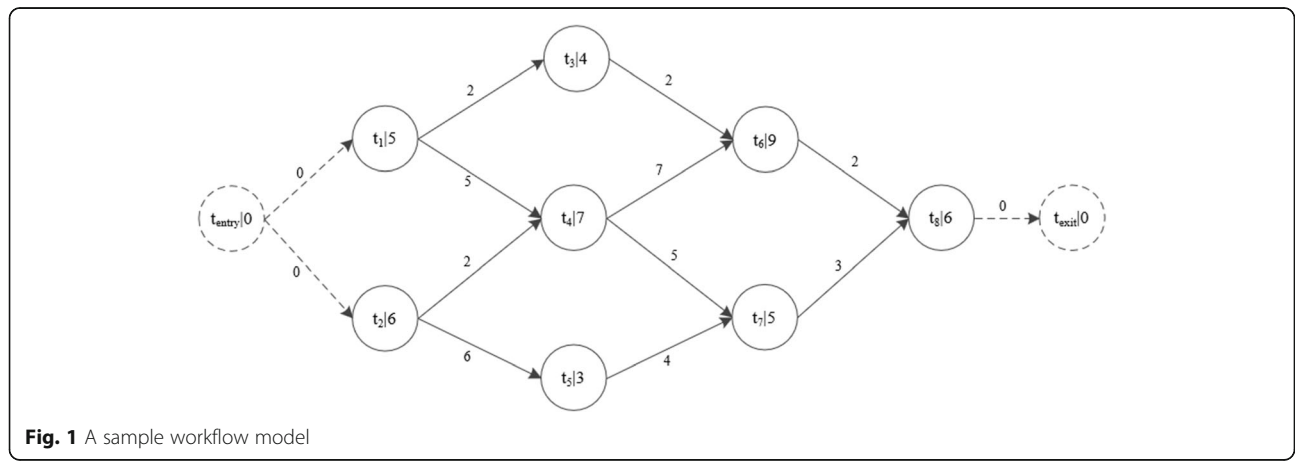 t3|4
2
2
t1|5
t6|9
0
5
7
2
tentry|0
t4|7
t8|6
0
texit|0
0
2
5
3
t2|6
t7|5
6
4
t5|3
Fig. 1 A sample workflow model